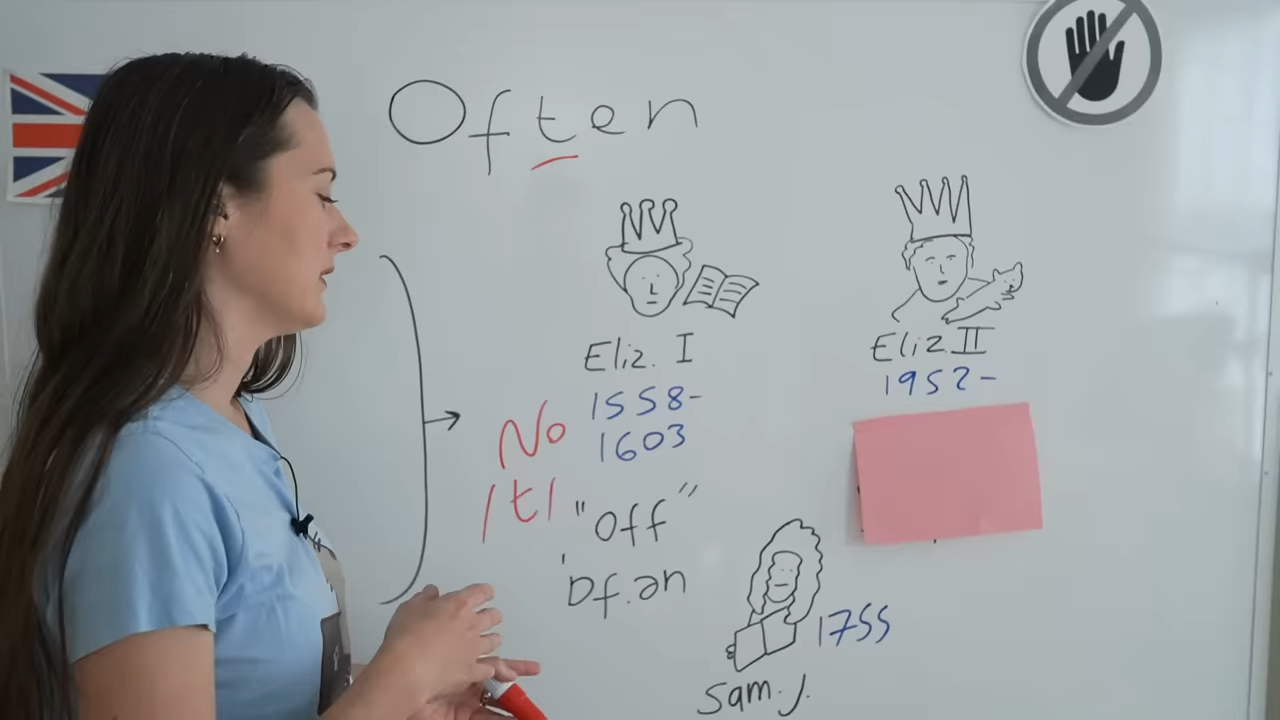 Often
Eliz. I
1558-
1603
No
/t/
"off"
'ɒf.ən
Eliz. II
1952-
1755
Sam. J.